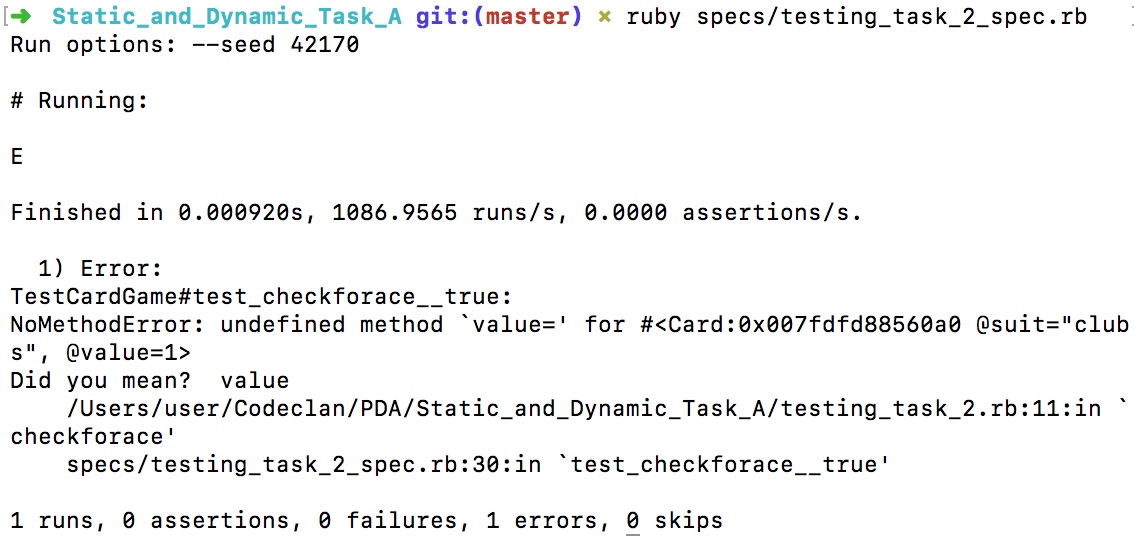 [➜  Static_and_Dynamic_Task_A git:(master) ✗ ruby specs/testing_task_2_spec.rb
Run options: --seed 42170

# Running:

E

Finished in 0.000920s, 1086.9565 runs/s, 0.0000 assertions/s.

  1) Error:
TestCardGame#test_checkforace__true:
NoMethodError: undefined method `value=' for #<Card:0x007fdfd88560a0 @suit="club
s", @value=1>
Did you mean?  value
    /Users/user/Codeclan/PDA/Static_and_Dynamic_Task_A/testing_task_2.rb:11:in `
checkforace'
    specs/testing_task_2_spec.rb:30:in `test_checkforace__true'

1 runs, 0 assertions, 0 failures, 1 errors, 0 skips